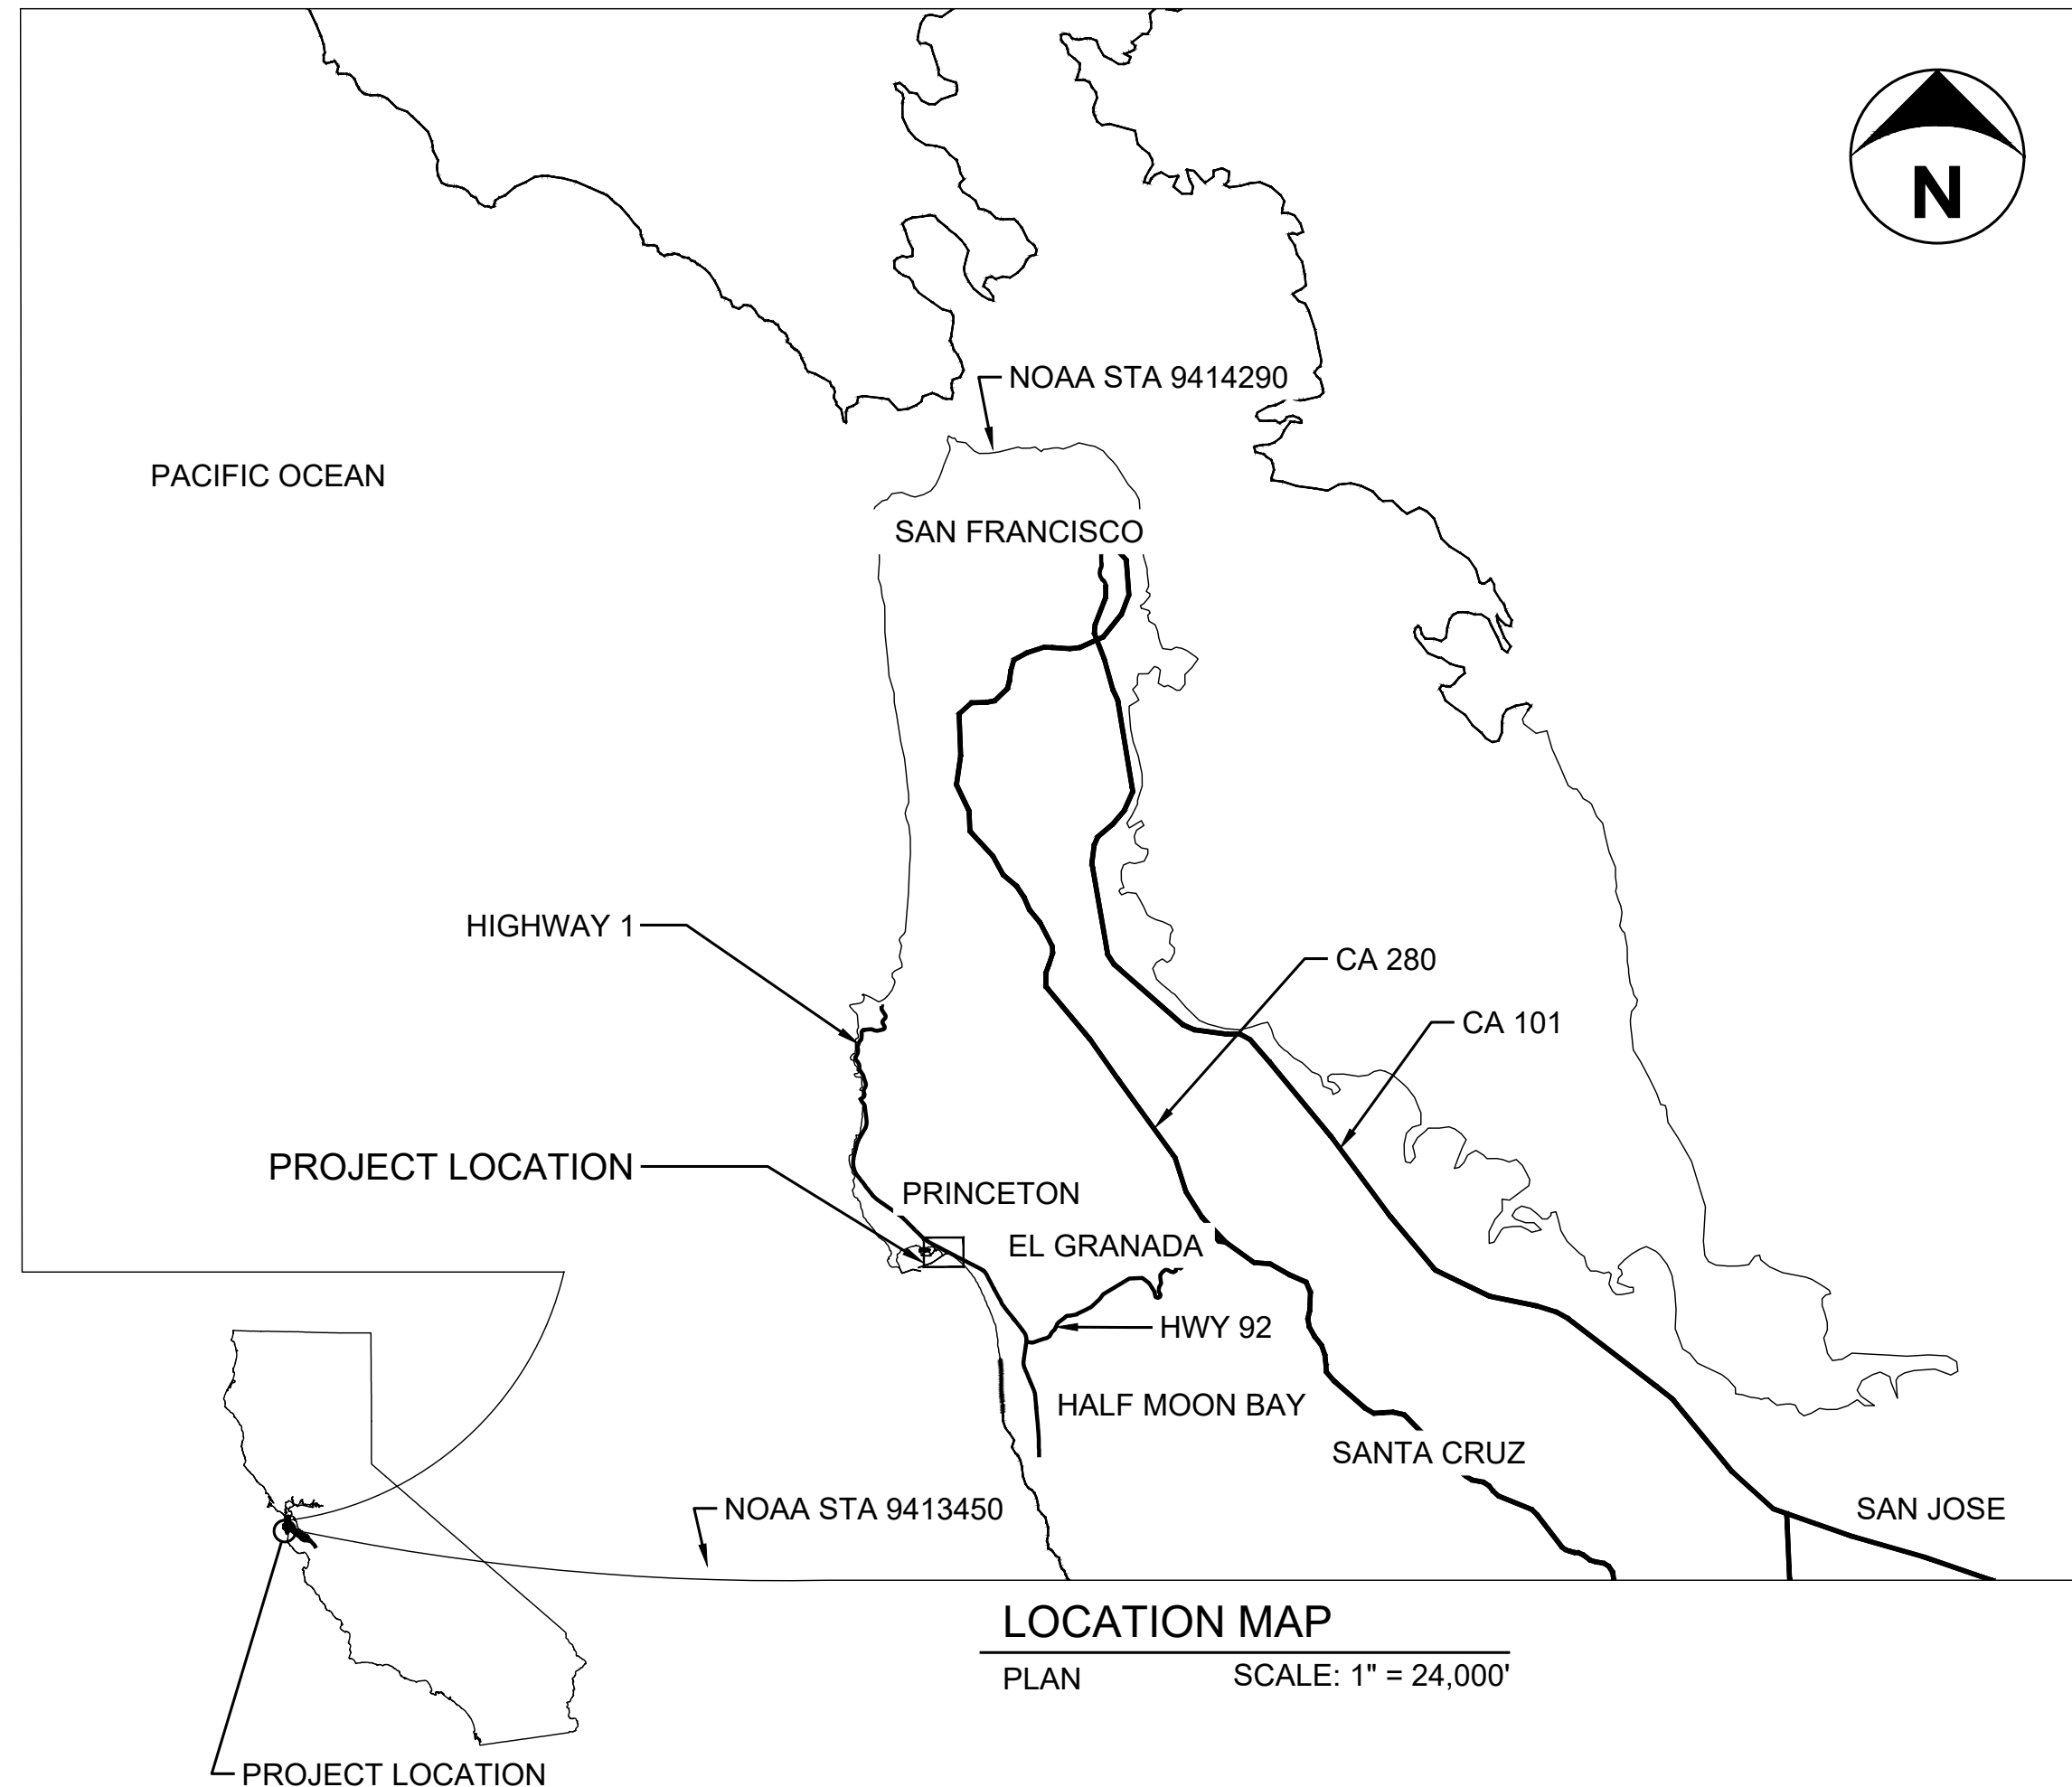 N
NOAA STA 9414290
PACIFIC OCEAN
SAN FRANCISCO
HIGHWAY 1
CA 280
CA 101
PROJECT LOCATION
PRINCETON
EL GRANADA
HWY 92
HALF MOON BAY
SANTA CRUZ
NOAA STA 9413450
SAN JOSE
LOCATION MAP
PLAN SCALE: 1" = 24,000'
PROJECT LOCATION